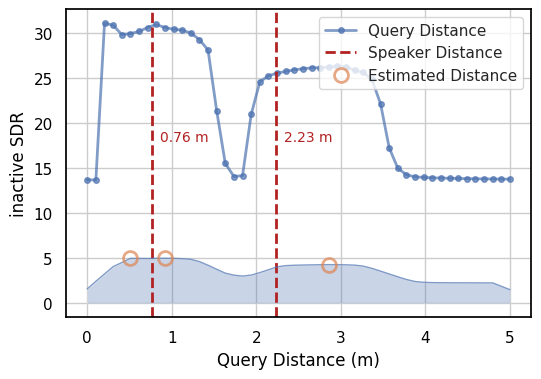 Query Distance
Speaker Distance
Estimated Distance
inactive SDR
30
25
20
15
10
5
0
0.76 m
2.23 m
0 1 2 3 4 5
Query Distance (m)